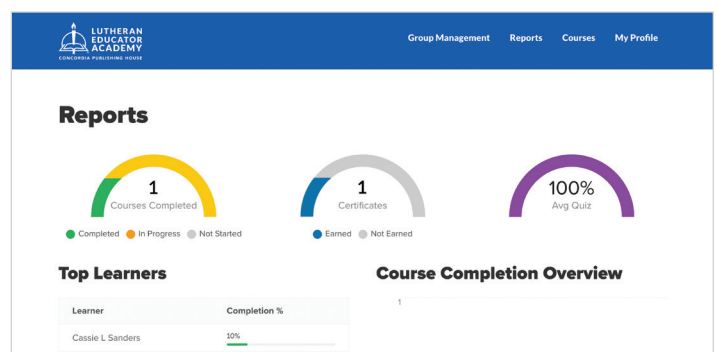 LUTHERAN
EDUCATOR
ACADEMY
CONCORDIA PUBLISHING HOUSE
Group Management Reports Courses My Profile
Reports
1
Courses Completed
Completed In Progress Not Started
1
Certificates
Earned Not Earned
100%
Avg Quiz
Top Learners
Learner Completion %
Cassie L Sanders 10%
Course Completion Overview
1